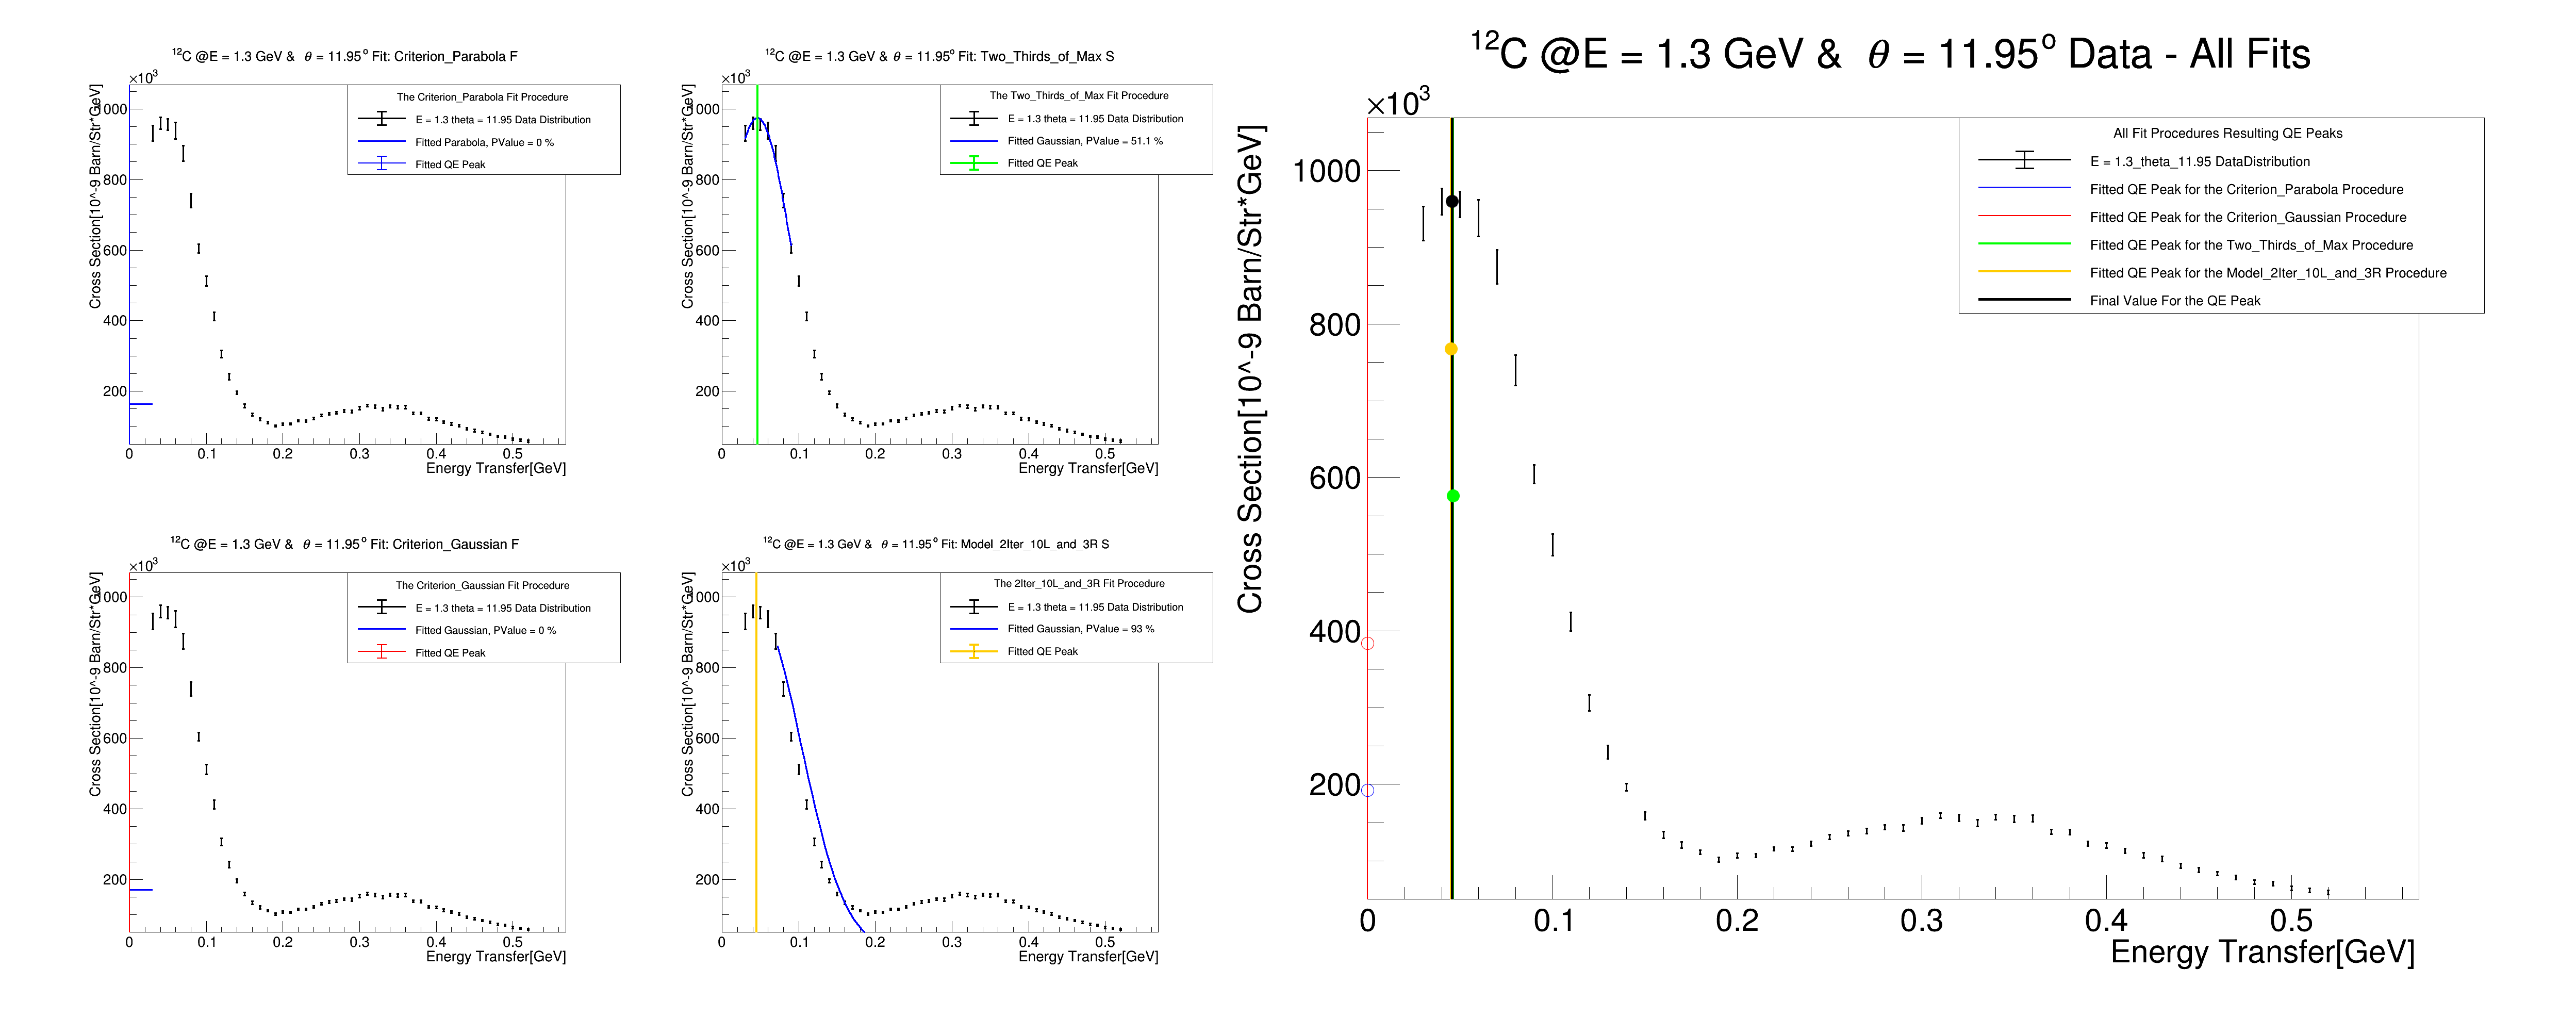 ¹²C @E = 1.3 GeV & θ = 11.95° Fit: Criterion_Parabola F
×10³
Cross Section[10^-9 Barn/Str*GeV]
1000
800
600
400
200
The Criterion_Parabola Fit Procedure
E = 1.3 theta = 11.95 Data Distribution
Fitted Parabola, PValue = 0 %
Fitted QE Peak
0 0.1 0.2 0.3 0.4 0.5
Energy Transfer[GeV]
¹²C @E = 1.3 GeV & θ = 11.95° Fit: Two_Thirds_of_Max S
×10³
Cross Section[10^-9 Barn/Str*GeV]
1000
800
600
400
200
The Two_Thirds_of_Max Fit Procedure
E = 1.3 theta = 11.95 Data Distribution
Fitted Gaussian, PValue = 51.1 %
Fitted QE Peak
0 0.1 0.2 0.3 0.4 0.5
Energy Transfer[GeV]
¹²C @E = 1.3 GeV & θ = 11.95° Fit: Criterion_Gaussian F
×10³
Cross Section[10^-9 Barn/Str*GeV]
1000
800
600
400
200
The Criterion_Gaussian Fit Procedure
E = 1.3 theta = 11.95 Data Distribution
Fitted Gaussian, PValue = 0 %
Fitted QE Peak
0 0.1 0.2 0.3 0.4 0.5
Energy Transfer[GeV]
¹²C @E = 1.3 GeV & θ = 11.95° Fit: Model_2Iter_10L_and_3R S
×10³
Cross Section[10^-9 Barn/Str*GeV]
1000
800
600
400
200
The 2Iter_10L_and_3R Fit Procedure
E = 1.3 theta = 11.95 Data Distribution
Fitted Gaussian, PValue = 93 %
Fitted QE Peak
0 0.1 0.2 0.3 0.4 0.5
Energy Transfer[GeV]
¹²C @E = 1.3 GeV & θ = 11.95° Data - All Fits
×10³
Cross Section[10^-9 Barn/Str*GeV]
1000
800
600
400
200
All Fit Procedures Resulting QE Peaks
E = 1.3_theta_11.95 DataDistribution
Fitted QE Peak for the Criterion_Parabola Procedure
Fitted QE Peak for the Criterion_Gaussian Procedure
Fitted QE Peak for the Two_Thirds_of_Max Procedure
Fitted QE Peak for the Model_2Iter_10L_and_3R Procedure
Final Value For the QE Peak
0 0.1 0.2 0.3 0.4 0.5
Energy Transfer[GeV]